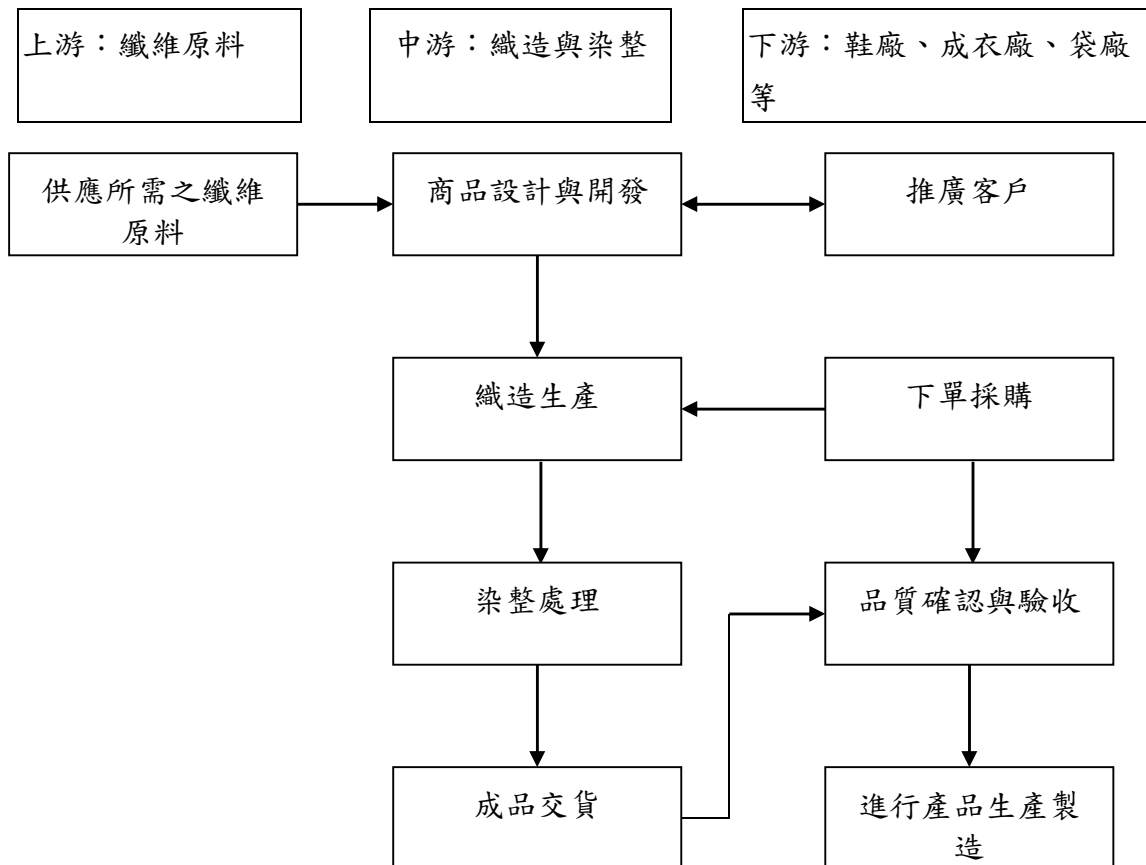 上游：纖維原料
中游：織造與染整
下游：鞋廠、成衣廠、袋廠
等
供應所需之纖維
原料
商品設計與開發
推廣客戶
織造生產
下單採購
染整處理
品質確認與驗收
成品交貨
進行產品生產製
造